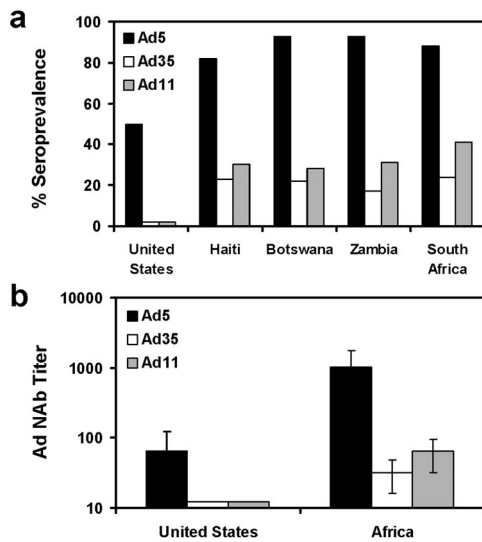 a
% Seroprevalence
100
80
60
40
20
0
Ad5
Ad35
Ad11
United States
Haiti
Botswana
Zambia
South Africa
b
Ad NAb Titer
10000
1000
100
10
Ad5
Ad35
Ad11
United States
Africa